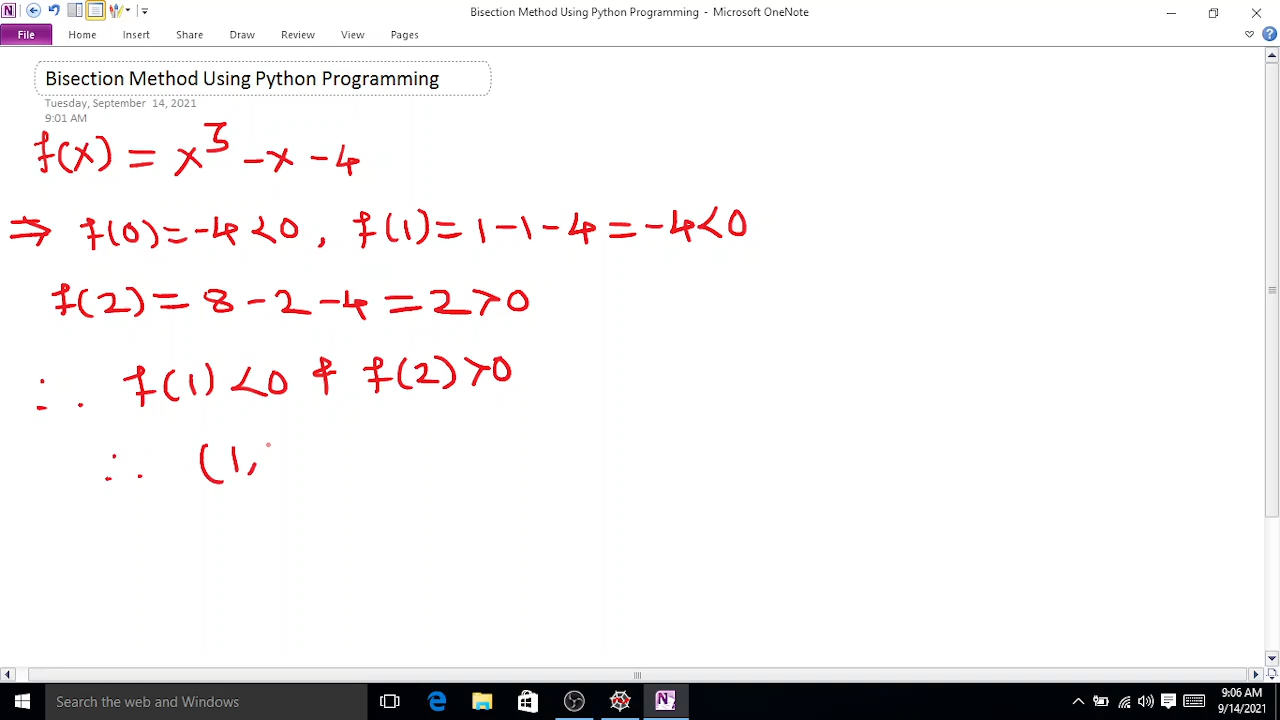 Bisection Method Using Python Programming - Microsoft OneNote
File Home Insert Share Draw Review View Pages
Bisection Method Using Python Programming
Tuesday, September 14, 2021
9:01 AM
f(x) = x³ - x - 4
⇒ f(0) = -4 < 0, f(1) = 1 - 1 - 4 = -4 < 0
f(2) = 8 - 2 - 4 = 2 > 0
∴ f(1) < 0 & f(2) > 0
∴ (1,
Search the web and Windows
9:06 AM
9/14/2021